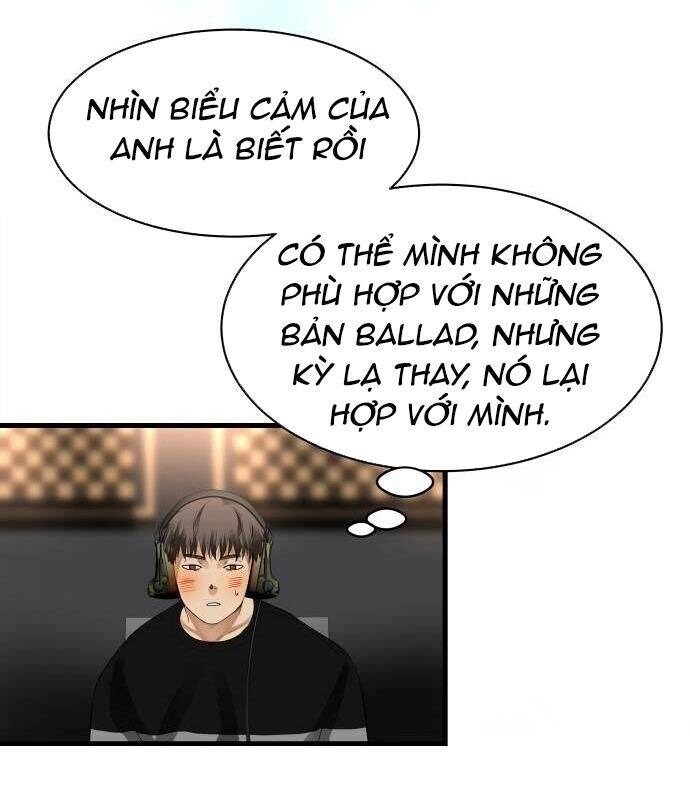 NHÌN BIỂU CẢM CỦA
ANH LÀ BIẾT RỒI
CÓ THỂ MÌNH KHÔNG
PHÙ HỢP VỚI NHỮNG
BẢN BALLAD, NHƯNG
KỲ LẠ THAY, NÓ LẠI
HỢP VỚI MÌNH.